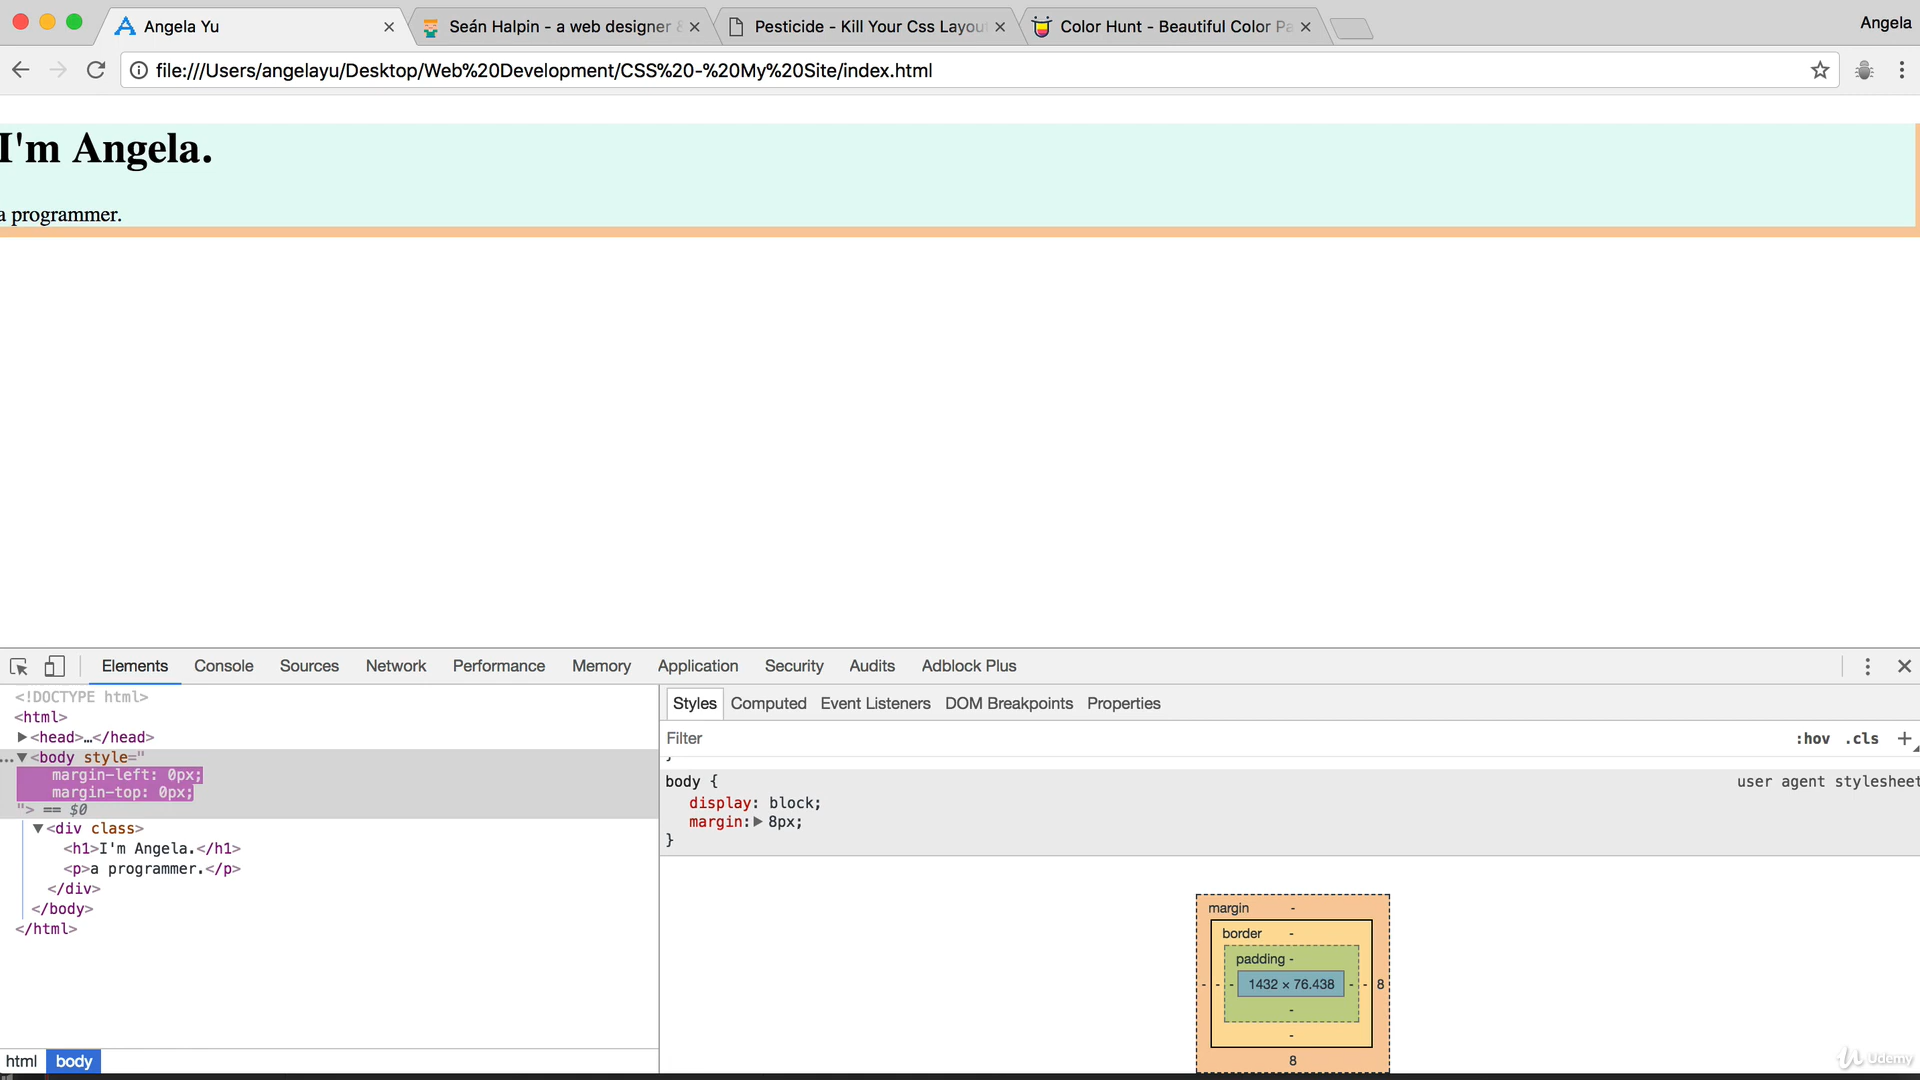 Angela Yu
Seán Halpin - a web designer &
Pesticide - Kill Your Css Layou
Color Hunt - Beautiful Color Pa
Angela
file:///Users/angelayu/Desktop/Web%20Development/CSS%20-%20My%20Site/index.html
I'm Angela.
a programmer.
Elements Console Sources Network Performance Memory Application Security Audits Adblock Plus
<!DOCTYPE html>
<html>
<head>…</head>
<body style="
margin-left: 0px;
margin-top: 0px;
"> == $0
<div class>
<h1>I'm Angela.</h1>
<p>a programmer.</p>
</div>
</body>
</html>
html body
Styles Computed Event Listeners DOM Breakpoints Properties
Filter :hov .cls +
}
body { user agent stylesheet
display: block;
margin: 8px;
}
margin -
border -
padding -
- - - 1432 × 76.438 - - 8
-
-
8
Udemy